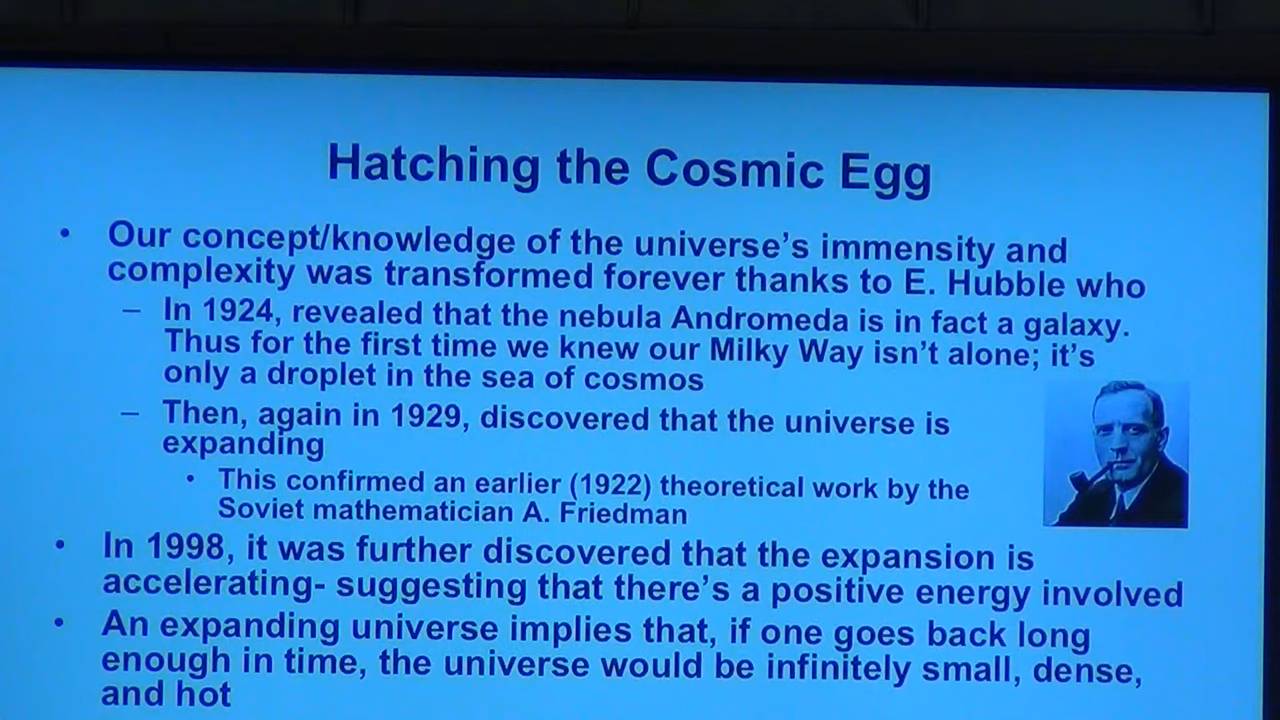 Hatching the Cosmic Egg
• Our concept/knowledge of the universe's immensity and
complexity was transformed forever thanks to E. Hubble who
– In 1924, revealed that the nebula Andromeda is in fact a galaxy.
Thus for the first time we knew our Milky Way isn't alone; it's
only a droplet in the sea of cosmos
– Then, again in 1929, discovered that the universe is
expanding
• This confirmed an earlier (1922) theoretical work by the
Soviet mathematician A. Friedman
• In 1998, it was further discovered that the expansion is
accelerating- suggesting that there's a positive energy involved
• An expanding universe implies that, if one goes back long
enough in time, the universe would be infinitely small, dense,
and hot